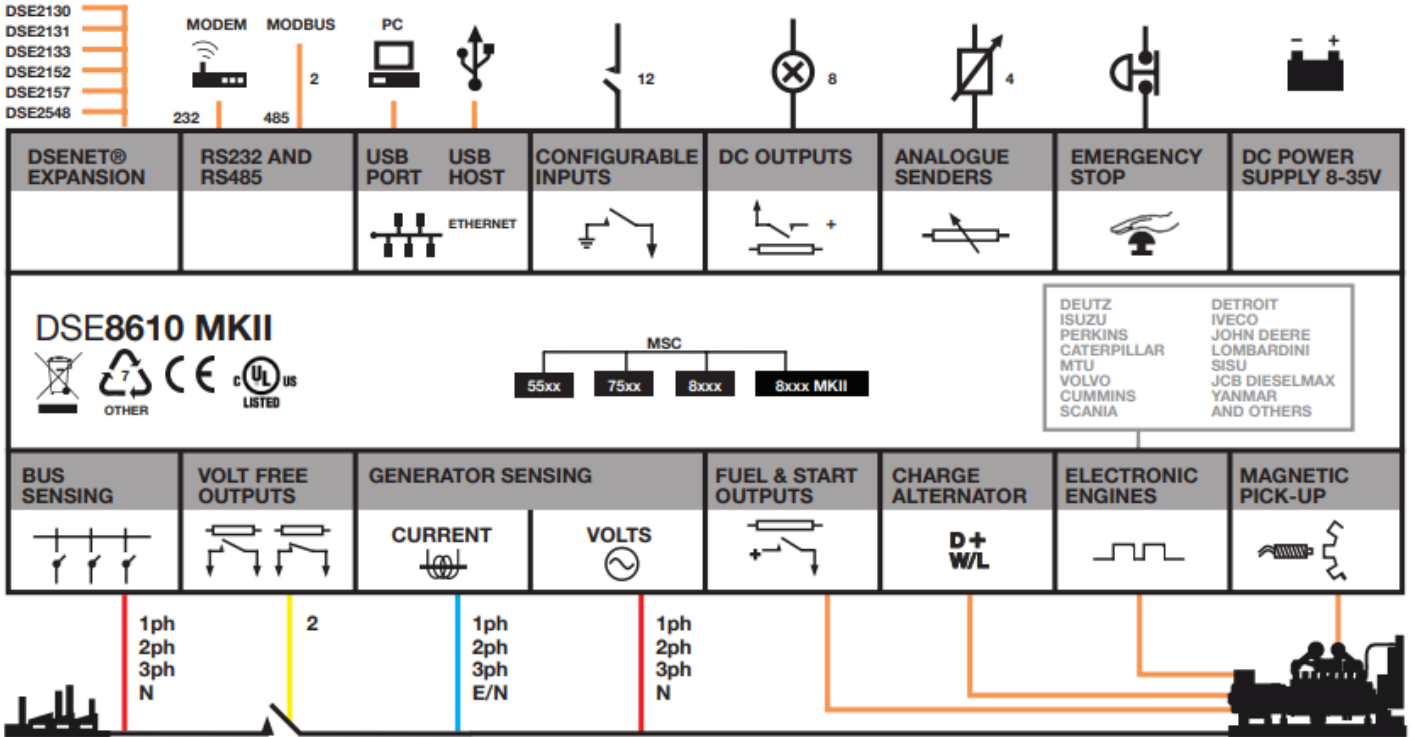 DSE2130
DSE2131
DSE2133
DSE2152
DSE2157
DSE2548
MODEM
232
MODBUS
2
485
PC
12
8
4
- +
DSENET®
EXPANSION
RS232 AND
RS485
USB
PORT
USB
HOST
ETHERNET
CONFIGURABLE
INPUTS
DC OUTPUTS
+
ANALOGUE
SENDERS
EMERGENCY
STOP
DC POWER
SUPPLY 8-35V
DSE8610 MKII
7
OTHER
CE
c UL US
LISTED
MSC
55xx
75xx
8xxx
8xxx MKII
DEUTZ
ISUZU
PERKINS
CATERPILLAR
MTU
VOLVO
CUMMINS
SCANIA
DETROIT
IVECO
JOHN DEERE
LOMBARDINI
SISU
JCB DIESELMAX
YANMAR
AND OTHERS
BUS
SENSING
VOLT FREE
OUTPUTS
GENERATOR SENSING
CURRENT
VOLTS
FUEL & START
OUTPUTS
+
CHARGE
ALTERNATOR
D+
W/L
ELECTRONIC
ENGINES
MAGNETIC
PICK-UP
1ph
2ph
3ph
N
2
1ph
2ph
3ph
E/N
1ph
2ph
3ph
N